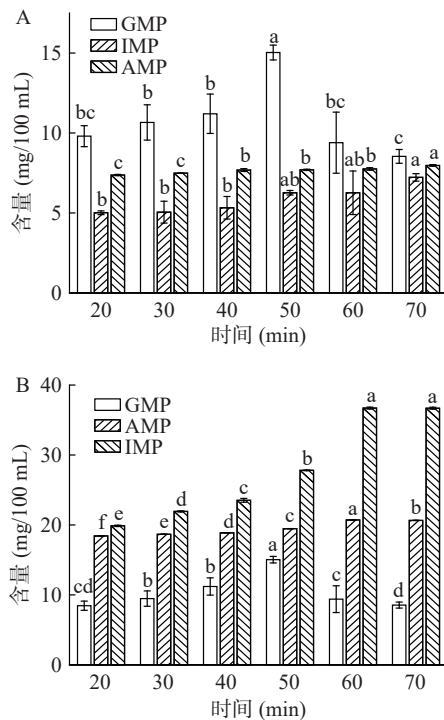 A
GMP
IMP
AMP
含量 (mg/100 mL)
15
10
5
0
bc b b a bc c
b b b ab ab a
c c b b b a
20 30 40 50 60 70
时间 (min)
B
GMP
AMP
IMP
含量 (mg/100 mL)
40
30
20
10
0
cd b b a c d
f e d c a b
e d c b a a
20 30 40 50 60 70
时间 (min)